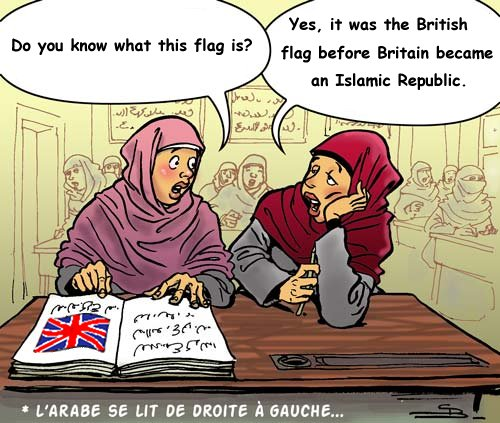 Do you know what this flag is?
Yes, it was the British
flag before Britain became
an Islamic Republic.
* L'ARABE SE LIT DE DROITE À GAUCHE...